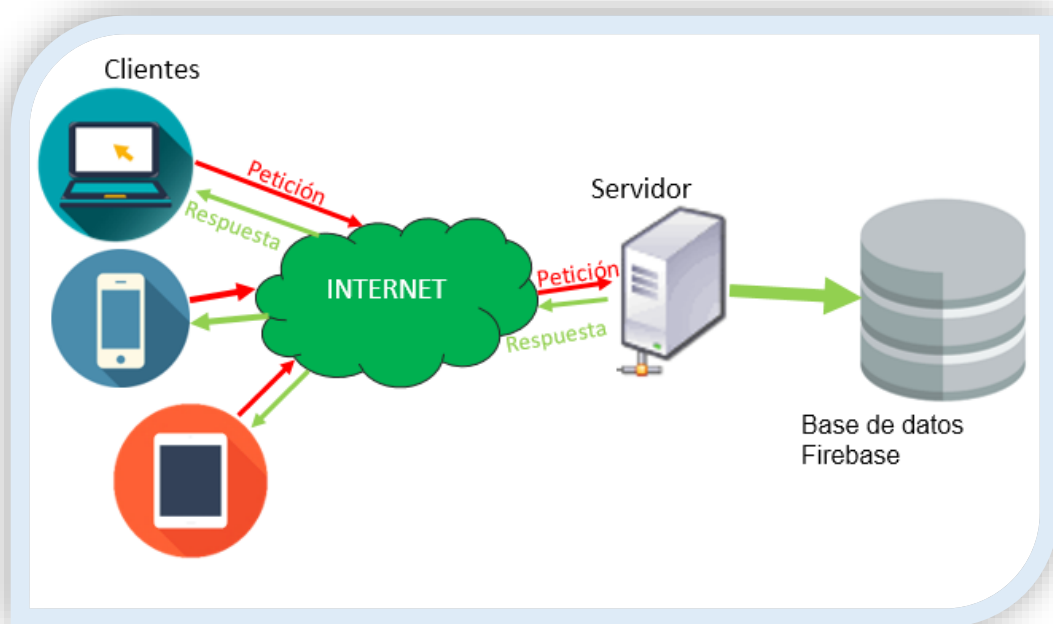 Clientes
Petición
Respuesta
INTERNET
Petición
Respuesta
Servidor
Base de datos
Firebase